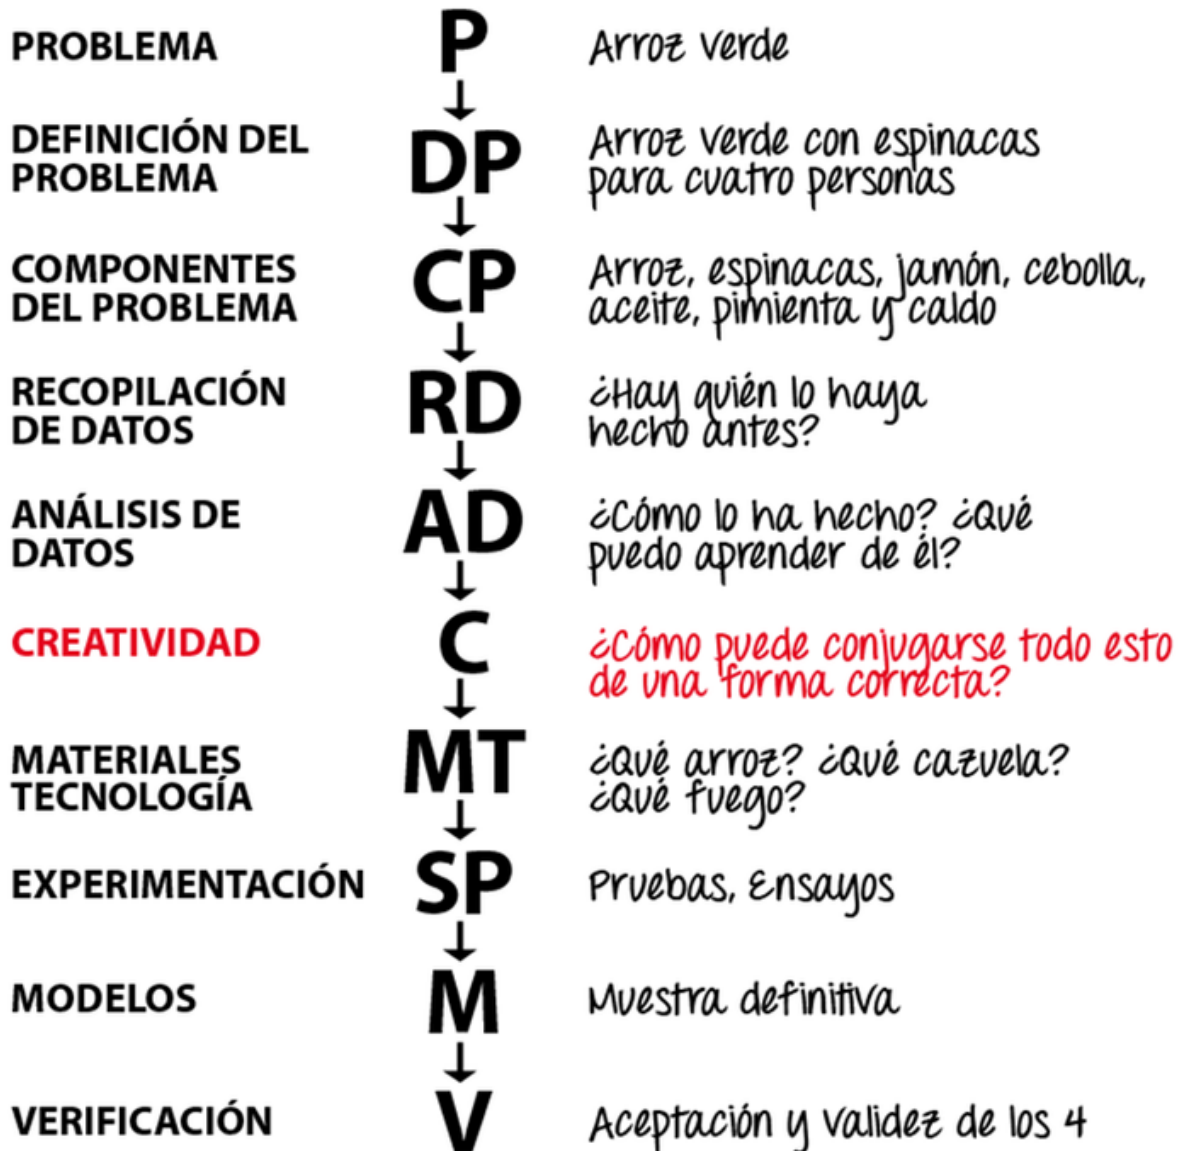 PROBLEMA P Arroz verde
↓
DEFINICIÓN DEL
PROBLEMA DP Arroz verde con espinacas
para cuatro personas
↓
COMPONENTES
DEL PROBLEMA CP Arroz, espinacas, jamón, cebolla,
aceite, pimienta y caldo
↓
RECOPILACIÓN
DE DATOS RD ¿Hay quién lo haya
hecho antes?
↓
ANÁLISIS DE
DATOS AD ¿Cómo lo ha hecho? ¿Qué
puedo aprender de él?
↓
CREATIVIDAD C ¿Cómo puede conjugarse todo esto
de una forma correcta?
↓
MATERIALES
TECNOLOGÍA MT ¿Qué arroz? ¿Qué cazuela?
¿Qué fuego?
↓
EXPERIMENTACIÓN SP Pruebas, Ensayos
↓
MODELOS M Muestra definitiva
↓
VERIFICACIÓN V Aceptación y validez de los 4